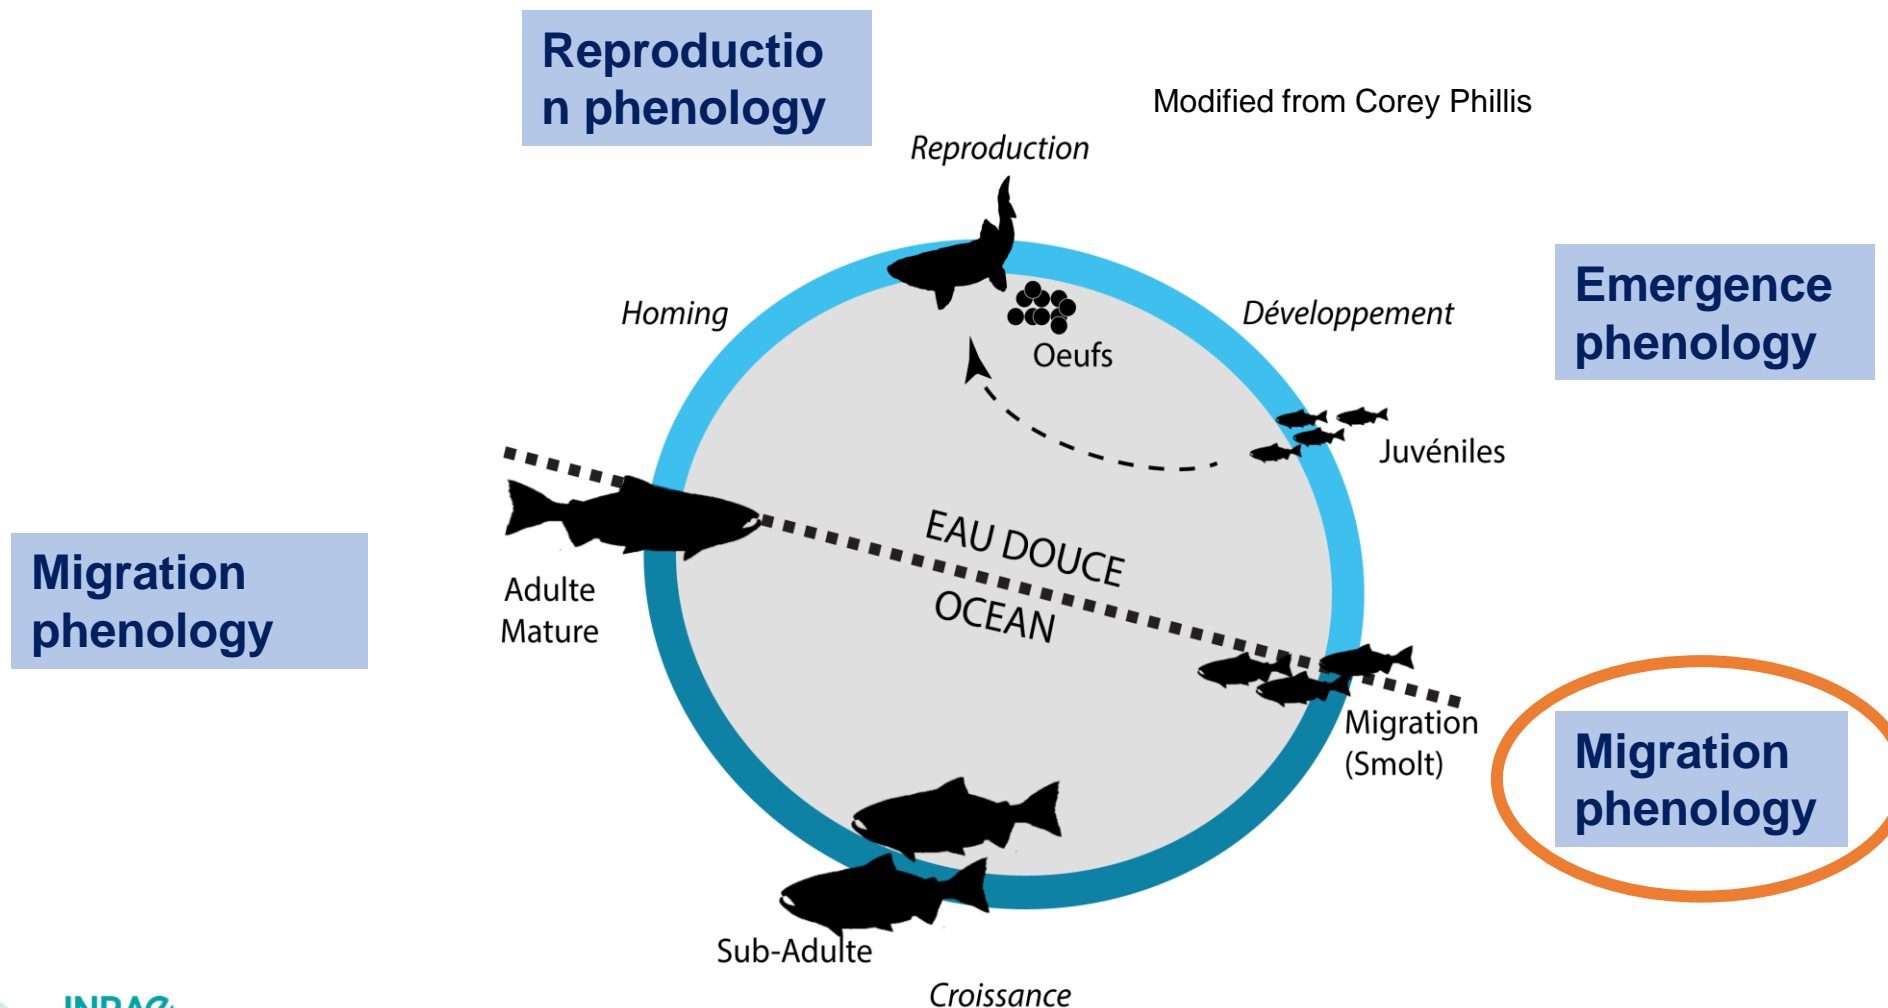 Reproductio
n phenology
Modified from Corey Phillis
Reproduction
Homing
Développement
Emergence
phenology
Oeufs
Juvéniles
EAU DOUCE
OCEAN
Adulte
Mature
Migration
phenology
Migration
(Smolt)
Migration
phenology
Sub-Adulte
Croissance
INRAE